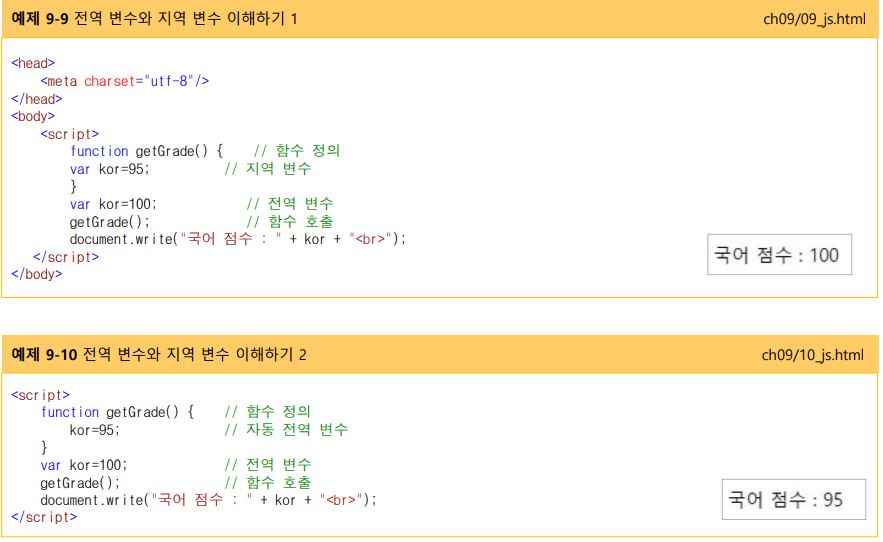 예제 9-9 전역 변수와 지역 변수 이해하기 1 ch09/09_js.html
<head>
<meta charset="utf-8"/>
</head>
<body>
<script>
function getGrade() { // 함수 정의
var kor=95; // 지역 변수
}
var kor=100; // 전역 변수
getGrade(); // 함수 호출
document.write("국어 점수 : " + kor + "<br>");
</script>
</body>
국어 점수 : 100
예제 9-10 전역 변수와 지역 변수 이해하기 2 ch09/10_js.html
<script>
function getGrade() { // 함수 정의
kor=95; // 자동 전역 변수
}
var kor=100; // 전역 변수
getGrade(); // 함수 호출
document.write("국어 점수 : " + kor + "<br>");
</script>
국어 점수 : 95